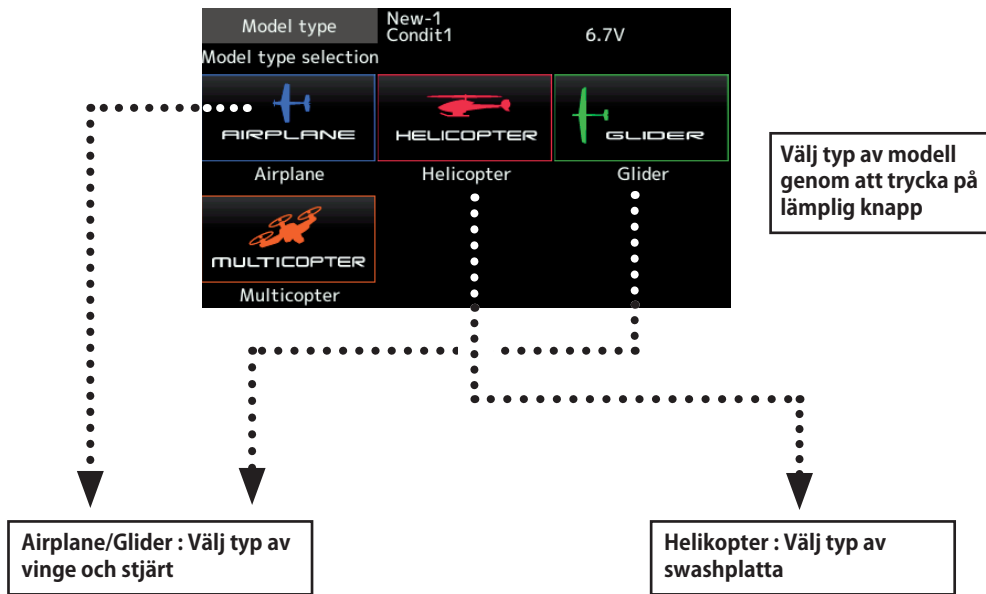 Model type
New-1
Condit1
6.7V
Model type selection
AIRPLANE
HELICOPTER
GLIDER
Airplane
Helicopter
Glider
MULTICOPTER
Multicopter
Välj typ av modell
genom att trycka på
lämplig knapp
Airplane/Glider : Välj typ av
vinge och stjärt
Helikopter : Välj typ av
swashplatta